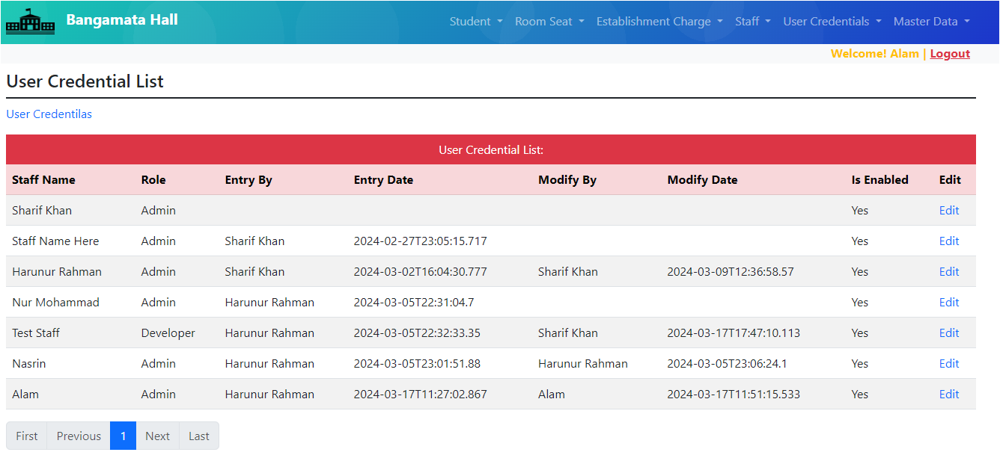 Bangamata Hall Student Room Seat Establishment Charge Staff User Credentials Master Data
Welcome! Alam | Logout
User Credential List
User Credentilas
User Credential List:
Staff Name Role Entry By Entry Date Modify By Modify Date Is Enabled Edit
Sharif Khan Admin Yes Edit
Staff Name Here Admin Sharif Khan 2024-02-27T23:05:15.717 Yes Edit
Harunur Rahman Admin Sharif Khan 2024-03-02T16:04:30.777 Sharif Khan 2024-03-09T12:36:58.57 Yes Edit
Nur Mohammad Admin Harunur Rahman 2024-03-05T22:31:04.7 Yes Edit
Test Staff Developer Harunur Rahman 2024-03-05T22:32:33.35 Sharif Khan 2024-03-17T17:47:10.113 Yes Edit
Nasrin Admin Harunur Rahman 2024-03-05T23:01:51.88 Harunur Rahman 2024-03-05T23:06:24.1 Yes Edit
Alam Admin Harunur Rahman 2024-03-17T11:27:02.867 Alam 2024-03-17T11:51:15.533 Yes Edit
First Previous 1 Next Last